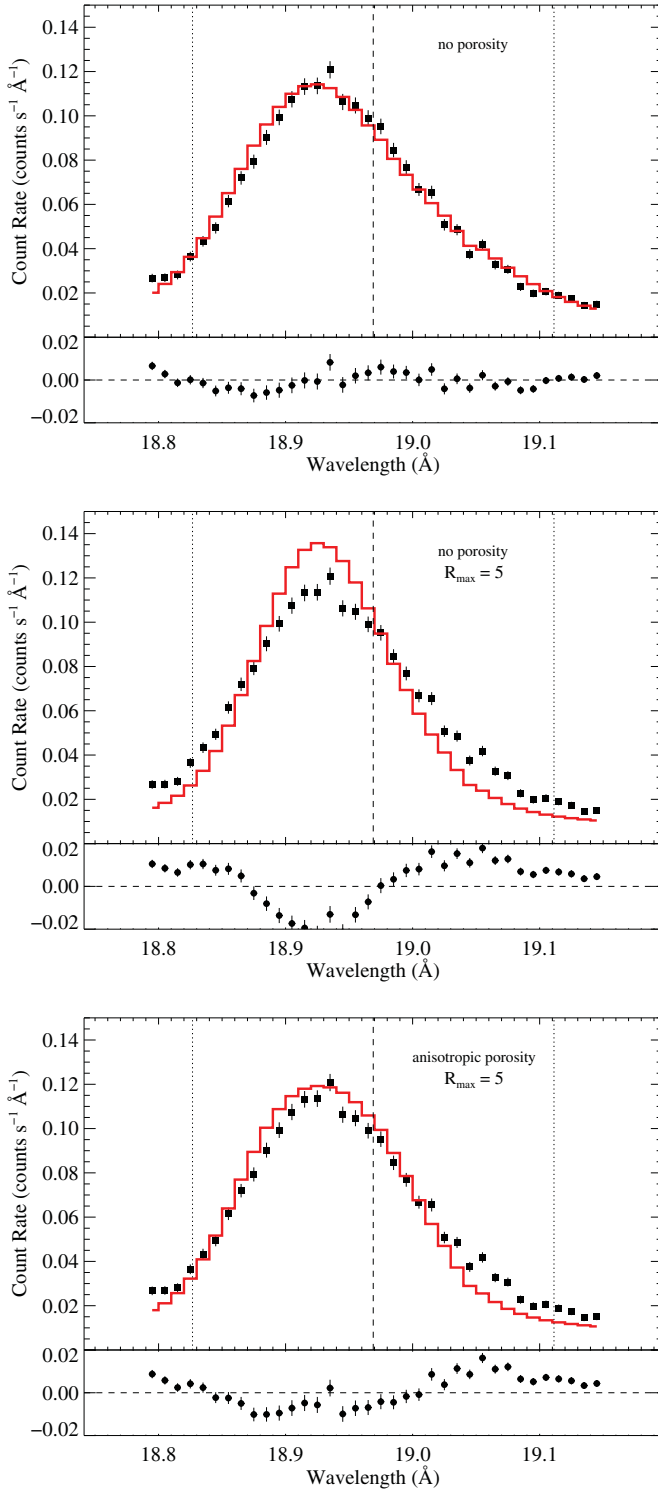 0.14
0.12
0.10
0.08
0.06
0.04
0.02
Count Rate (counts s⁻¹ Å⁻¹)
no porosity
0.02
0.00
−0.02
18.8 18.9 19.0 19.1
Wavelength (Å)
0.14
0.12
0.10
0.08
0.06
0.04
0.02
Count Rate (counts s⁻¹ Å⁻¹)
no porosity
Rmax = 5
0.02
0.00
−0.02
18.8 18.9 19.0 19.1
Wavelength (Å)
0.14
0.12
0.10
0.08
0.06
0.04
0.02
Count Rate (counts s⁻¹ Å⁻¹)
anisotropic porosity
Rmax = 5
0.02
0.00
−0.02
18.8 18.9 19.0 19.1
Wavelength (Å)